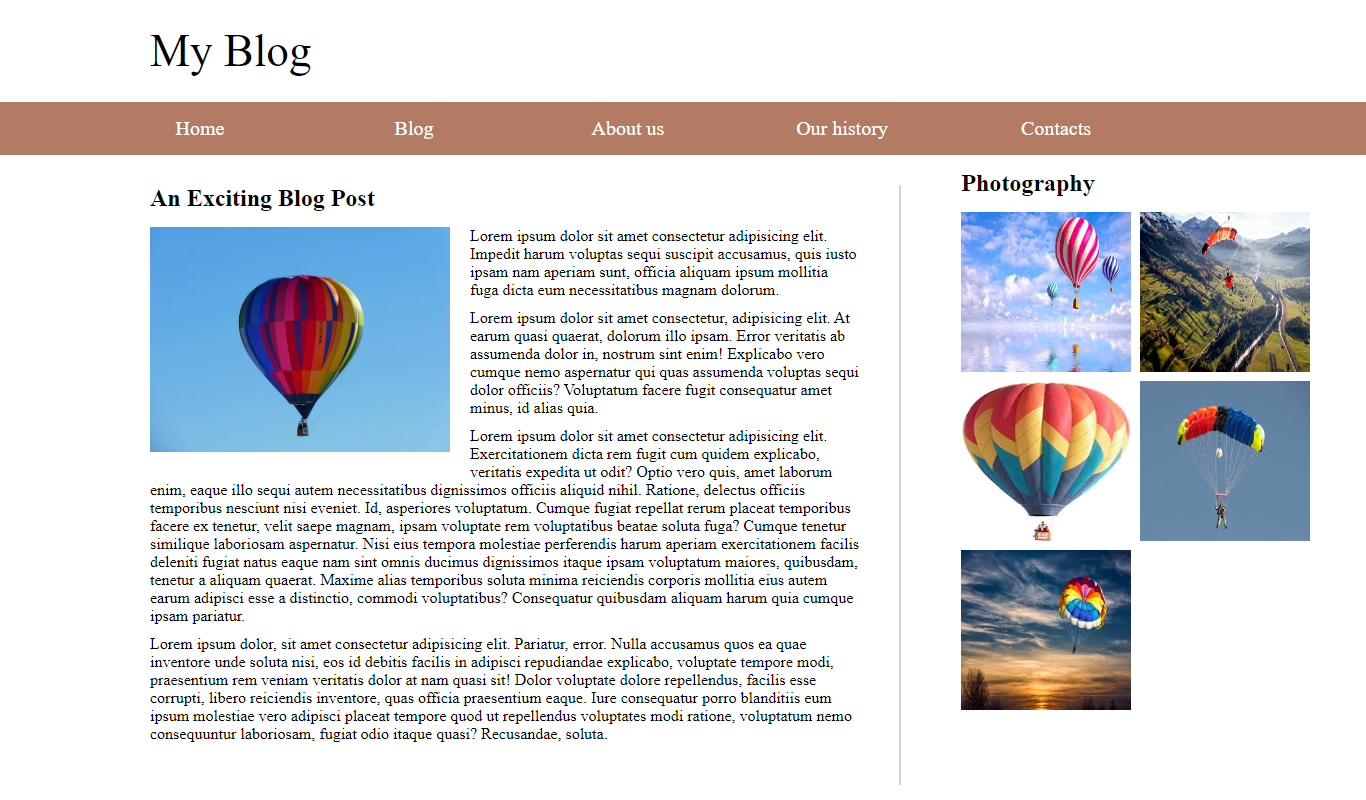 My Blog
Home
Blog
About us
Our history
Contacts
An Exciting Blog Post
Lorem ipsum dolor sit amet consectetur adipisicing elit.
Impedit harum voluptas sequi suscipit accusamus, quis iusto
ipsam nam aperiam sunt, officia aliquam ipsum mollitia
fuga dicta eum necessitatibus magnam dolorum.
Lorem ipsum dolor sit amet consectetur, adipisicing elit. At
earum quasi quaerat, dolorum illo ipsam. Error veritatis ab
assumenda dolor in, nostrum sint enim! Explicabo vero
cumque nemo aspernatur qui quas assumenda voluptas sequi
dolor officiis? Voluptatum facere fugit consequatur amet
minus, id alias quia.
Lorem ipsum dolor sit amet consectetur adipisicing elit.
Exercitationem dicta rem fugit cum quidem explicabo,
veritatis expedita ut odit? Optio vero quis, amet laborum
enim, eaque illo sequi autem necessitatibus dignissimos officiis aliquid nihil. Ratione, delectus officiis
temporibus nesciunt nisi eveniet. Id, asperiores voluptatum. Cumque fugiat repellat rerum placeat temporibus
facere ex tenetur, velit saepe magnam, ipsam voluptate rem voluptatibus beatae soluta fuga? Cumque tenetur
similique laboriosam aspernatur. Nisi eius tempora molestiae perferendis harum aperiam exercitationem facilis
deleniti fugiat natus eaque nam sint omnis ducimus dignissimos itaque ipsam voluptatum maiores, quibusdam,
tenetur a aliquam quaerat. Maxime alias temporibus soluta minima reiciendis corporis mollitia eius autem
earum adipisci esse a distinctio, commodi voluptatibus? Consequatur quibusdam aliquam harum quia cumque
ipsam pariatur.
Lorem ipsum dolor, sit amet consectetur adipisicing elit. Pariatur, error. Nulla accusamus quos ea quae
inventore unde soluta nisi, eos id debitis facilis in adipisci repudiandae explicabo, voluptate tempore modi,
praesentium rem veniam veritatis dolor at nam quasi sit! Dolor voluptate dolore repellendus, facilis esse
corrupti, libero reiciendis inventore, quas officia praesentium eaque. Iure consequatur porro blanditiis eum
ipsum molestiae vero adipisci placeat tempore quod ut repellendus voluptates modi ratione, voluptatum nemo
consequuntur laboriosam, fugiat odio itaque quasi? Recusandae, soluta.
Photography